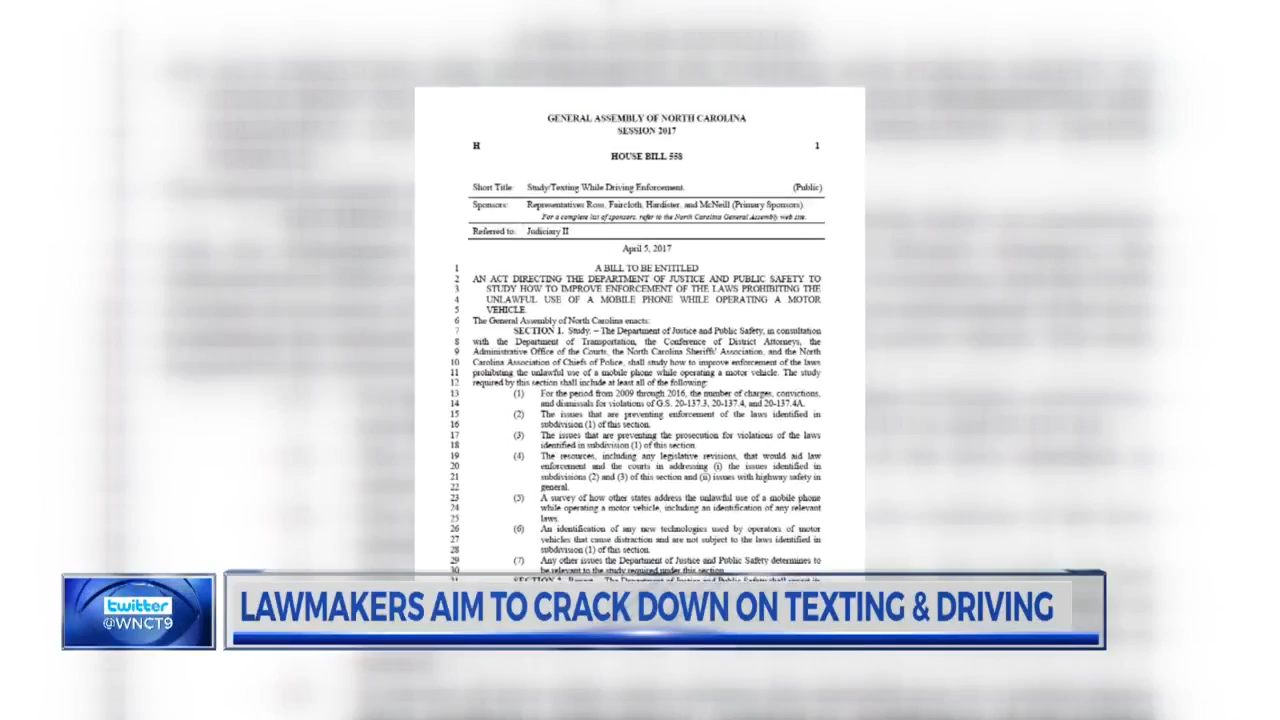 GENERAL ASSEMBLY OF NORTH CAROLINA
SESSION 2017
H 1
HOUSE BILL 558
Short Title: Study/Texting While Driving Enforcement. (Public)
Sponsors: Representatives Ross, Faircloth, Hardister, and McNeill (Primary Sponsors).
For a complete list of sponsors, refer to the North Carolina General Assembly web site.
Referred to: Judiciary II
April 5, 2017
1 A BILL TO BE ENTITLED
2 AN ACT DIRECTING THE DEPARTMENT OF JUSTICE AND PUBLIC SAFETY TO
3 STUDY HOW TO IMPROVE ENFORCEMENT OF THE LAWS PROHIBITING THE
4 UNLAWFUL USE OF A MOBILE PHONE WHILE OPERATING A MOTOR
5 VEHICLE.
6 The General Assembly of North Carolina enacts:
7 SECTION 1. Study. – The Department of Justice and Public Safety, in consultation
8 with the Department of Transportation, the Conference of District Attorneys, the
9 Administrative Office of the Courts, the North Carolina Sheriffs' Association, and the North
10 Carolina Association of Chiefs of Police, shall study how to improve enforcement of the laws
11 prohibiting the unlawful use of a mobile phone while operating a motor vehicle. The study
12 required by this section shall include at least all of the following:
13 (1) For the period from 2009 through 2016, the number of charges, convictions,
14 and dismissals for violations of G.S. 20-137.3, 20-137.4, and 20-137.4A.
15 (2) The issues that are preventing enforcement of the laws identified in
16 subdivision (1) of this section.
17 (3) The issues that are preventing the prosecution for violations of the laws
18 identified in subdivision (1) of this section.
19 (4) The resources, including any legislative revisions, that would aid law
20 enforcement and the courts in addressing (i) the issues identified in
21 subdivisions (2) and (3) of this section and (ii) issues with highway safety in
22 general.
23 (5) A survey of how other states address the unlawful use of a mobile phone
24 while operating a motor vehicle, including an identification of any relevant
25 laws.
26 (6) An identification of any new technologies used by operators of motor
27 vehicles that cause distraction and are not subject to the laws identified in
28 subdivision (1) of this section.
29 (7) Any other issues the Department of Justice and Public Safety determines to
30 be relevant to the study required under this section.
twitter
@WNCT9
LAWMAKERS AIM TO CRACK DOWN ON TEXTING & DRIVING